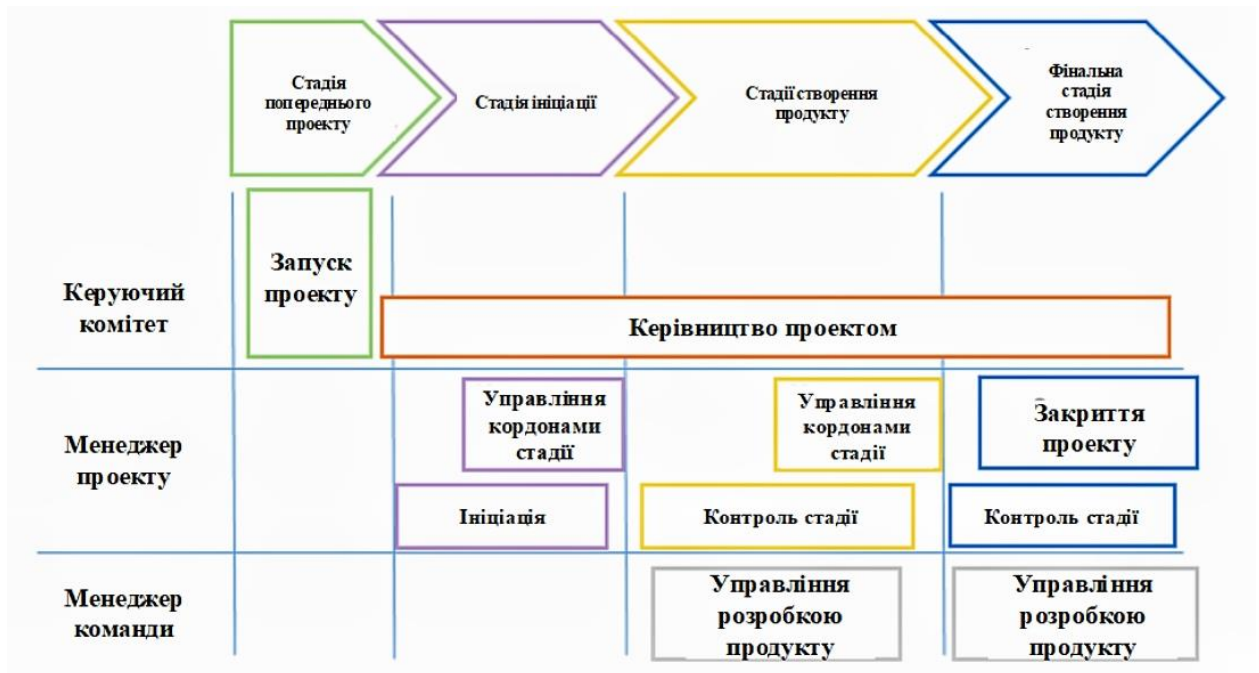 Стадія
попереднього
проекту
Стадія ініціації
Стадії створення
продукту
Фінальна
стадія
створення
продукту
Керуючий
комітет
Запуск
проекту
Керівництво проектом
Менеджер
проекту
Управління
кордонами
стадії
Управління
кордонами
стадії
Закриття
проекту
Ініціація
Контроль стадії
Контроль стадії
Менеджер
команди
Управління
розробкою
продукту
Управління
розробкою
продукту